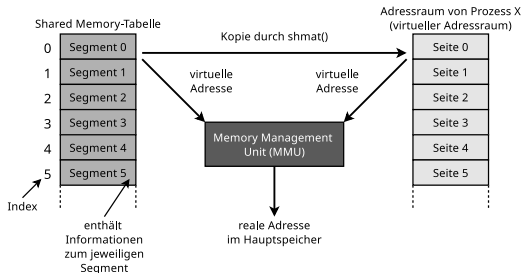 Shared Memory-Tabelle
Adressraum von Prozess X
(virtueller Adressraum)
0
Segment 0
1
Segment 1
2
Segment 2
3
Segment 3
4
Segment 4
5
Segment 5
Index
enthält
Informationen
zum jeweiligen
Segment
Kopie durch shmat()
virtuelle
Adresse
virtuelle
Adresse
Memory Management
Unit (MMU)
reale Adresse
im Hauptspeicher
Seite 0
Seite 1
Seite 2
Seite 3
Seite 4
Seite 5